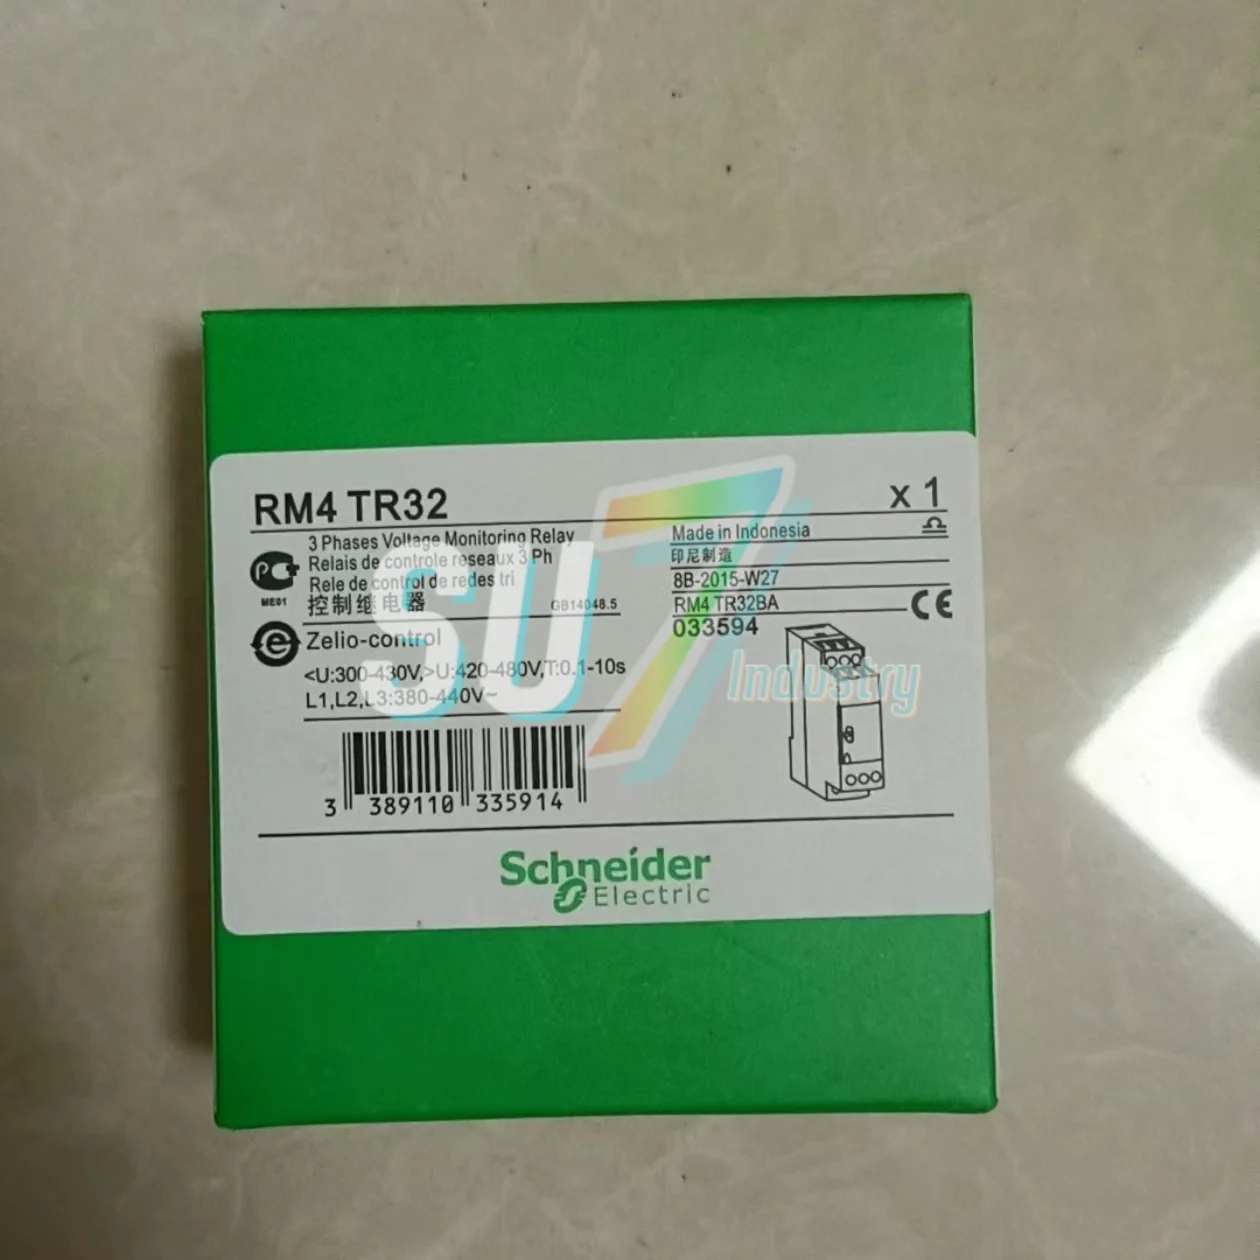 RM4 TR32
x 1
3 Phases Voltage Monitoring Relay
Relais de controle reseaux 3 Ph
Rele de control de redes tri
控制继电器
GB14048.5
ME01
Zelio-control
<U:300-430V,>U:420-480V,T:0.1-10s
L1,L2,L3:380-440V~
Made in Indonesia
印尼制造
8B-2015-W27
RM4 TR32BA
033594
CE
SU7
Industry
3 389110 335914
Schneider
Electric